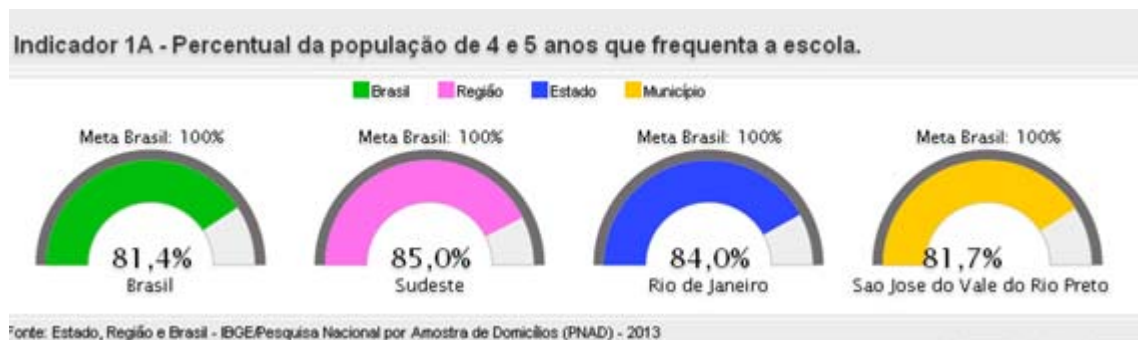 Indicador 1A - Percentual da população de 4 e 5 anos que frequenta a escola.
Brasil Região Estado Município
Meta Brasil: 100% Meta Brasil: 100% Meta Brasil: 100% Meta Brasil: 100%
81,4% 85,0% 84,0% 81,7%
Brasil Sudeste Rio de Janeiro Sao Jose do Vale do Rio Preto
Fonte: Estado, Região e Brasil - IBGE/Pesquisa Nacional por Amostra de Domicílios (PNAD) - 2013